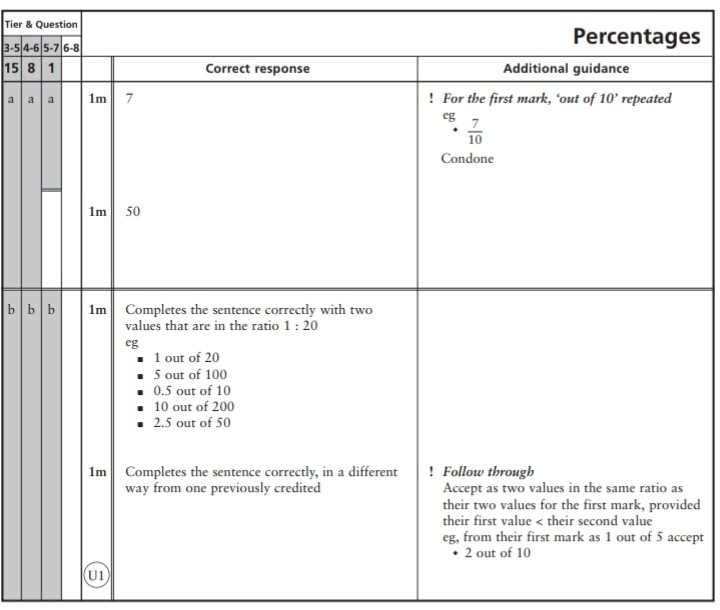 Tier & Question
3-5 4-6 5-7 6-8
Percentages
15 8 1
Correct response
Additional guidance
a a a
1m
7
! For the first mark, ‘out of 10’ repeated
eg
• 7
10
Condone
1m
50
b b b
1m
Completes the sentence correctly with two
values that are in the ratio 1 : 20
eg
■ 1 out of 20
■ 5 out of 100
■ 0.5 out of 10
■ 10 out of 200
■ 2.5 out of 50
1m
Completes the sentence correctly, in a different
way from one previously credited
! Follow through
Accept as two values in the same ratio as
their two values for the first mark, provided
their first value < their second value
eg, from their first mark as 1 out of 5 accept
• 2 out of 10
U1